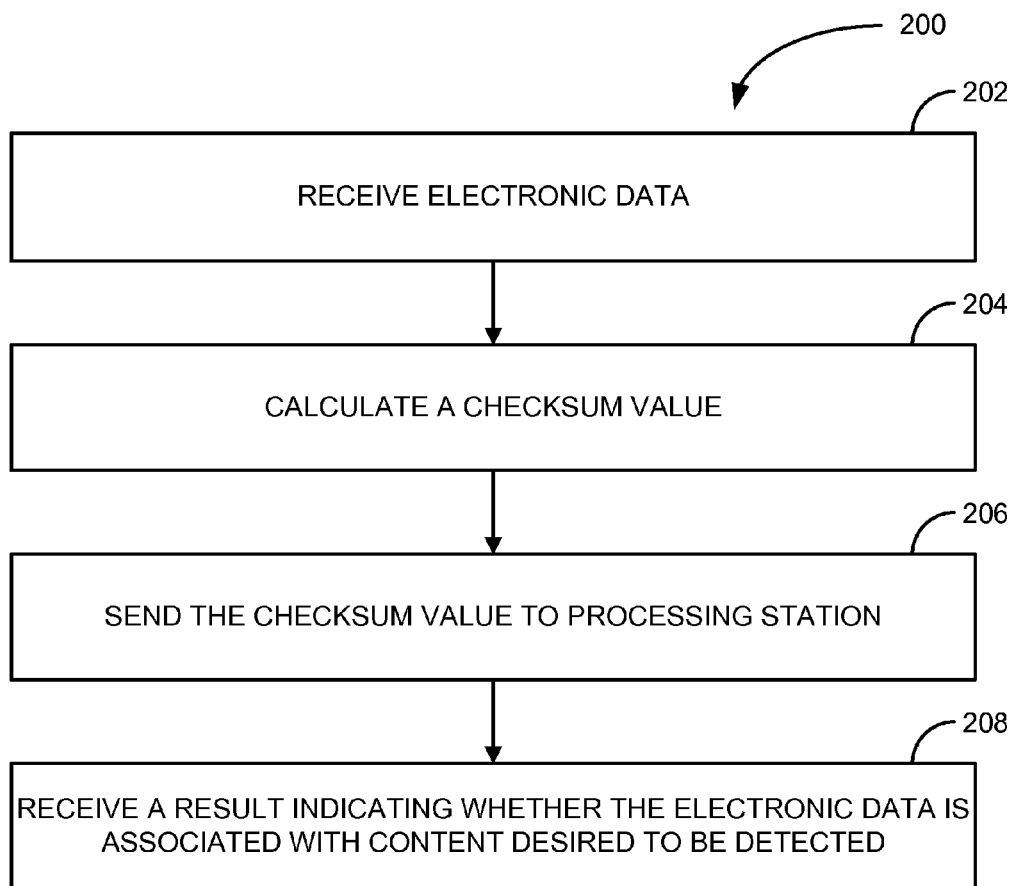 200
202
RECEIVE ELECTRONIC DATA
204
CALCULATE A CHECKSUM VALUE
206
SEND THE CHECKSUM VALUE TO PROCESSING STATION
208
RECEIVE A RESULT INDICATING WHETHER THE ELECTRONIC DATA IS
ASSOCIATED WITH CONTENT DESIRED TO BE DETECTED